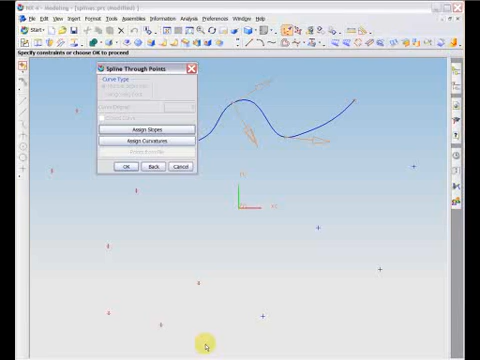 NX 4 - Modeling - [splines.prt (modified)]
File Edit View Insert Format Tools Assemblies Information Analysis Preferences Window Help
Start
Specify constraints or choose OK to proceed
Spline Through Points
Curve Type
Curve Degree
Assign Slopes
Assign Curvatures
OK Back Cancel